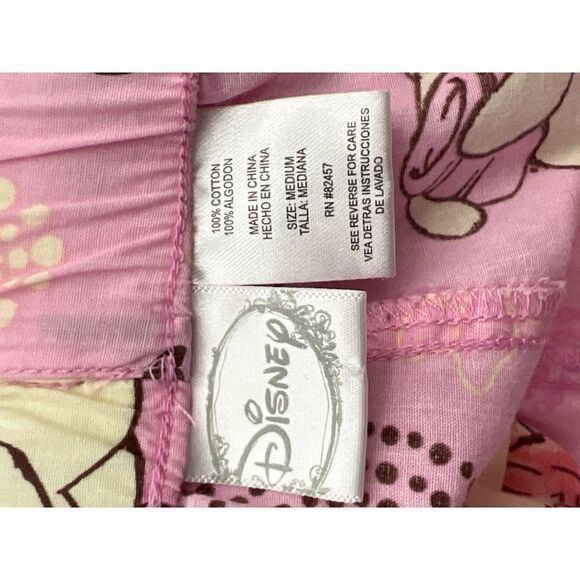 100% COTTON
100% ALGODON
MADE IN CHINA
HECHO EN CHINA
SIZE: MEDIUM
TALLA: MEDIANA
RN #82457
SEE REVERSE FOR CARE
VEA DETRAS INSTRUCCIONES
DE LAVADO
DISNEY